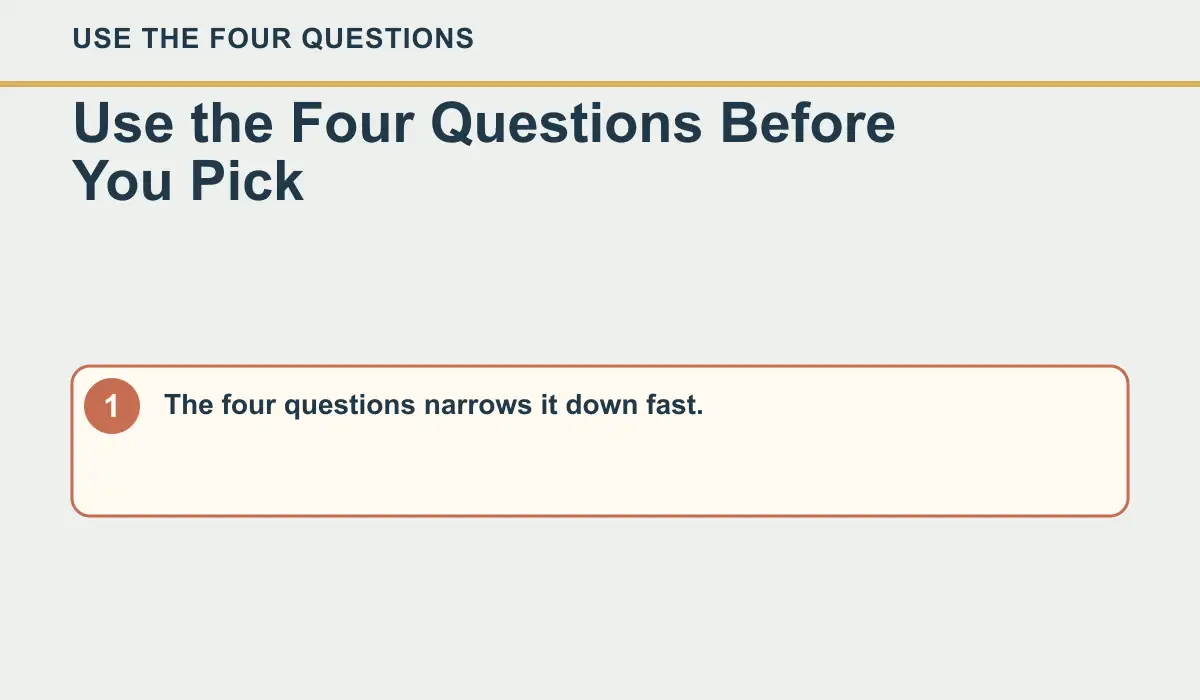 USE THE FOUR QUESTIONS
Use the Four Questions Before
You Pick
1
The four questions narrows it down fast.